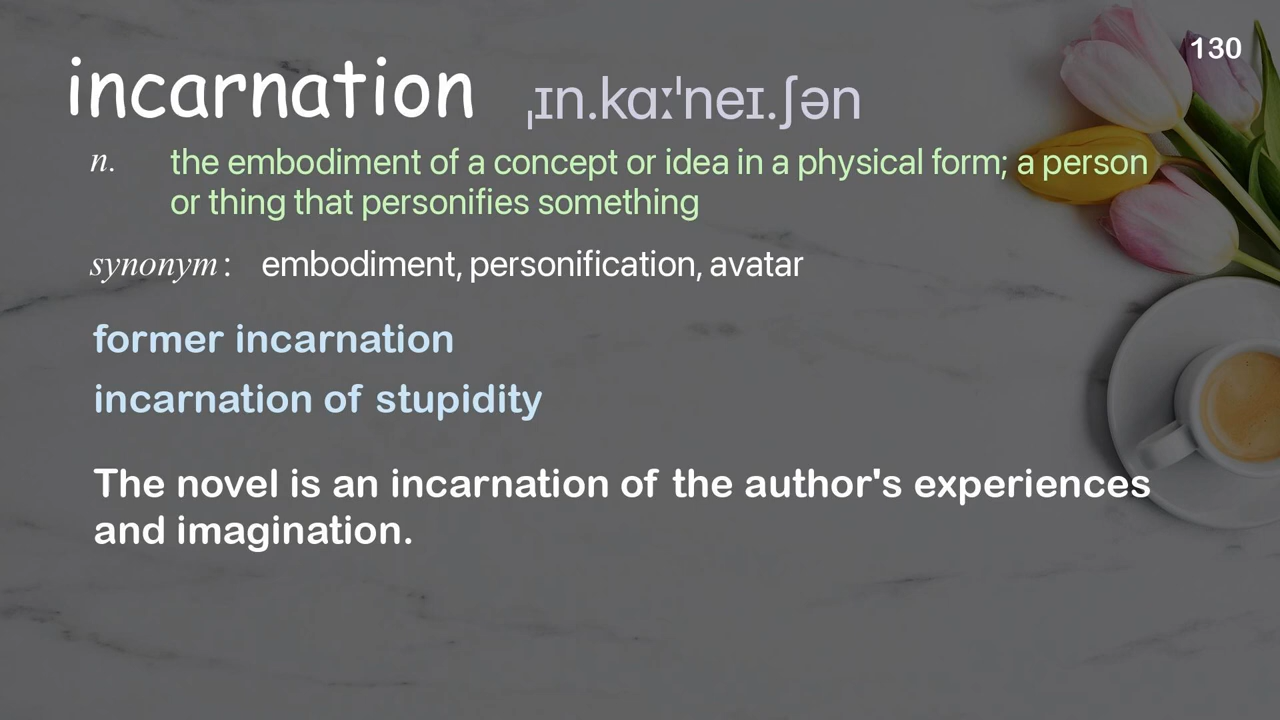 130
incarnation ˌɪn.kɑːˈneɪ.ʃən
n. the embodiment of a concept or idea in a physical form; a person
or thing that personifies something
synonym: embodiment, personification, avatar
former incarnation
incarnation of stupidity
The novel is an incarnation of the author's experiences
and imagination.